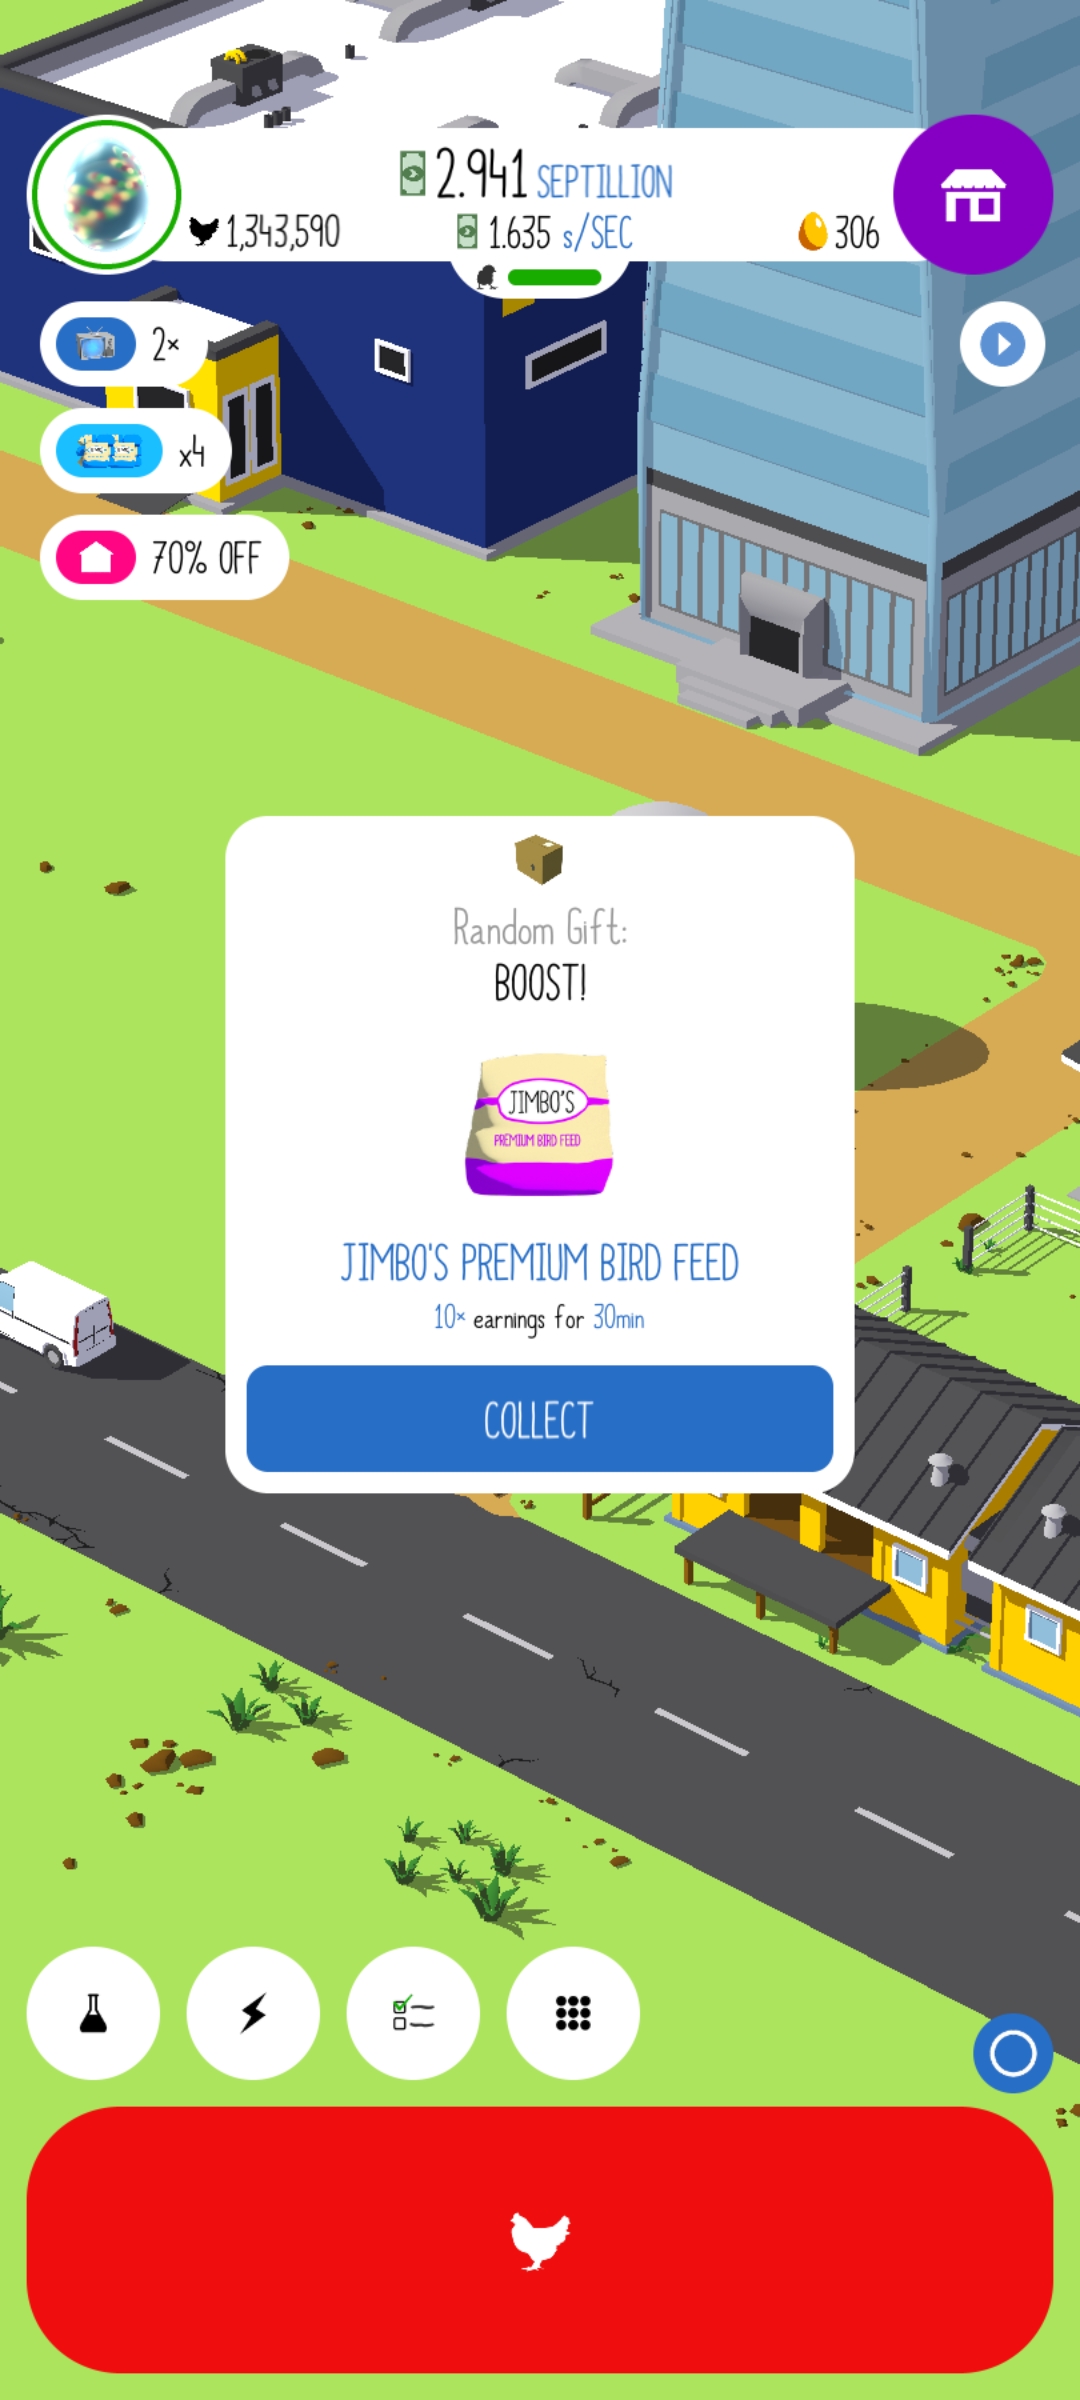 2.941 SEPTILLION
1,343,590
1.635 s/SEC
306
2×
x4
70% OFF
Random Gift:
BOOST!
JIMBO'S
PREMIUM BIRD FEED
JIMBO'S PREMIUM BIRD FEED
10× earnings for 30min
COLLECT